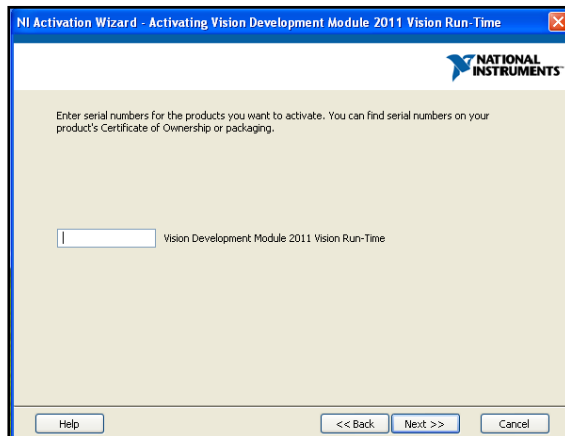 NI Activation Wizard - Activating Vision Development Module 2011 Vision Run-Time
NATIONAL
INSTRUMENTS™
Enter serial numbers for the products you want to activate. You can find serial numbers on your
product's Certificate of Ownership or packaging.
Vision Development Module 2011 Vision Run-Time
Help
<< Back
Next >>
Cancel